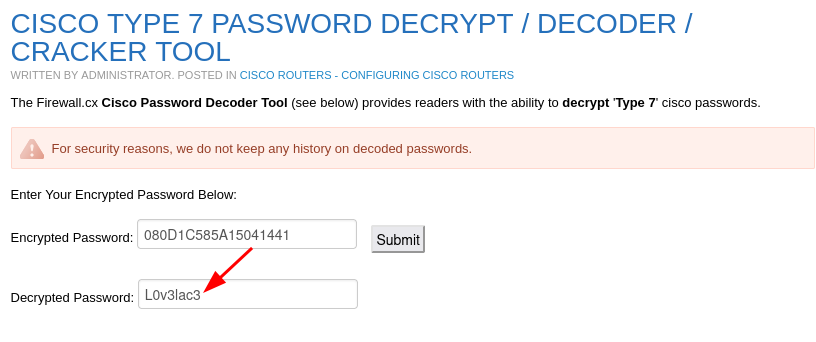 CISCO TYPE 7 PASSWORD DECRYPT / DECODER /
CRACKER TOOL
WRITTEN BY ADMINISTRATOR. POSTED IN CISCO ROUTERS - CONFIGURING CISCO ROUTERS
The Firewall.cx Cisco Password Decoder Tool (see below) provides readers with the ability to decrypt 'Type 7' cisco passwords.
For security reasons, we do not keep any history on decoded passwords.
Enter Your Encrypted Password Below:
Encrypted Password: 080D1C585A15041441 Submit
Decrypted Password: L0v3lac3